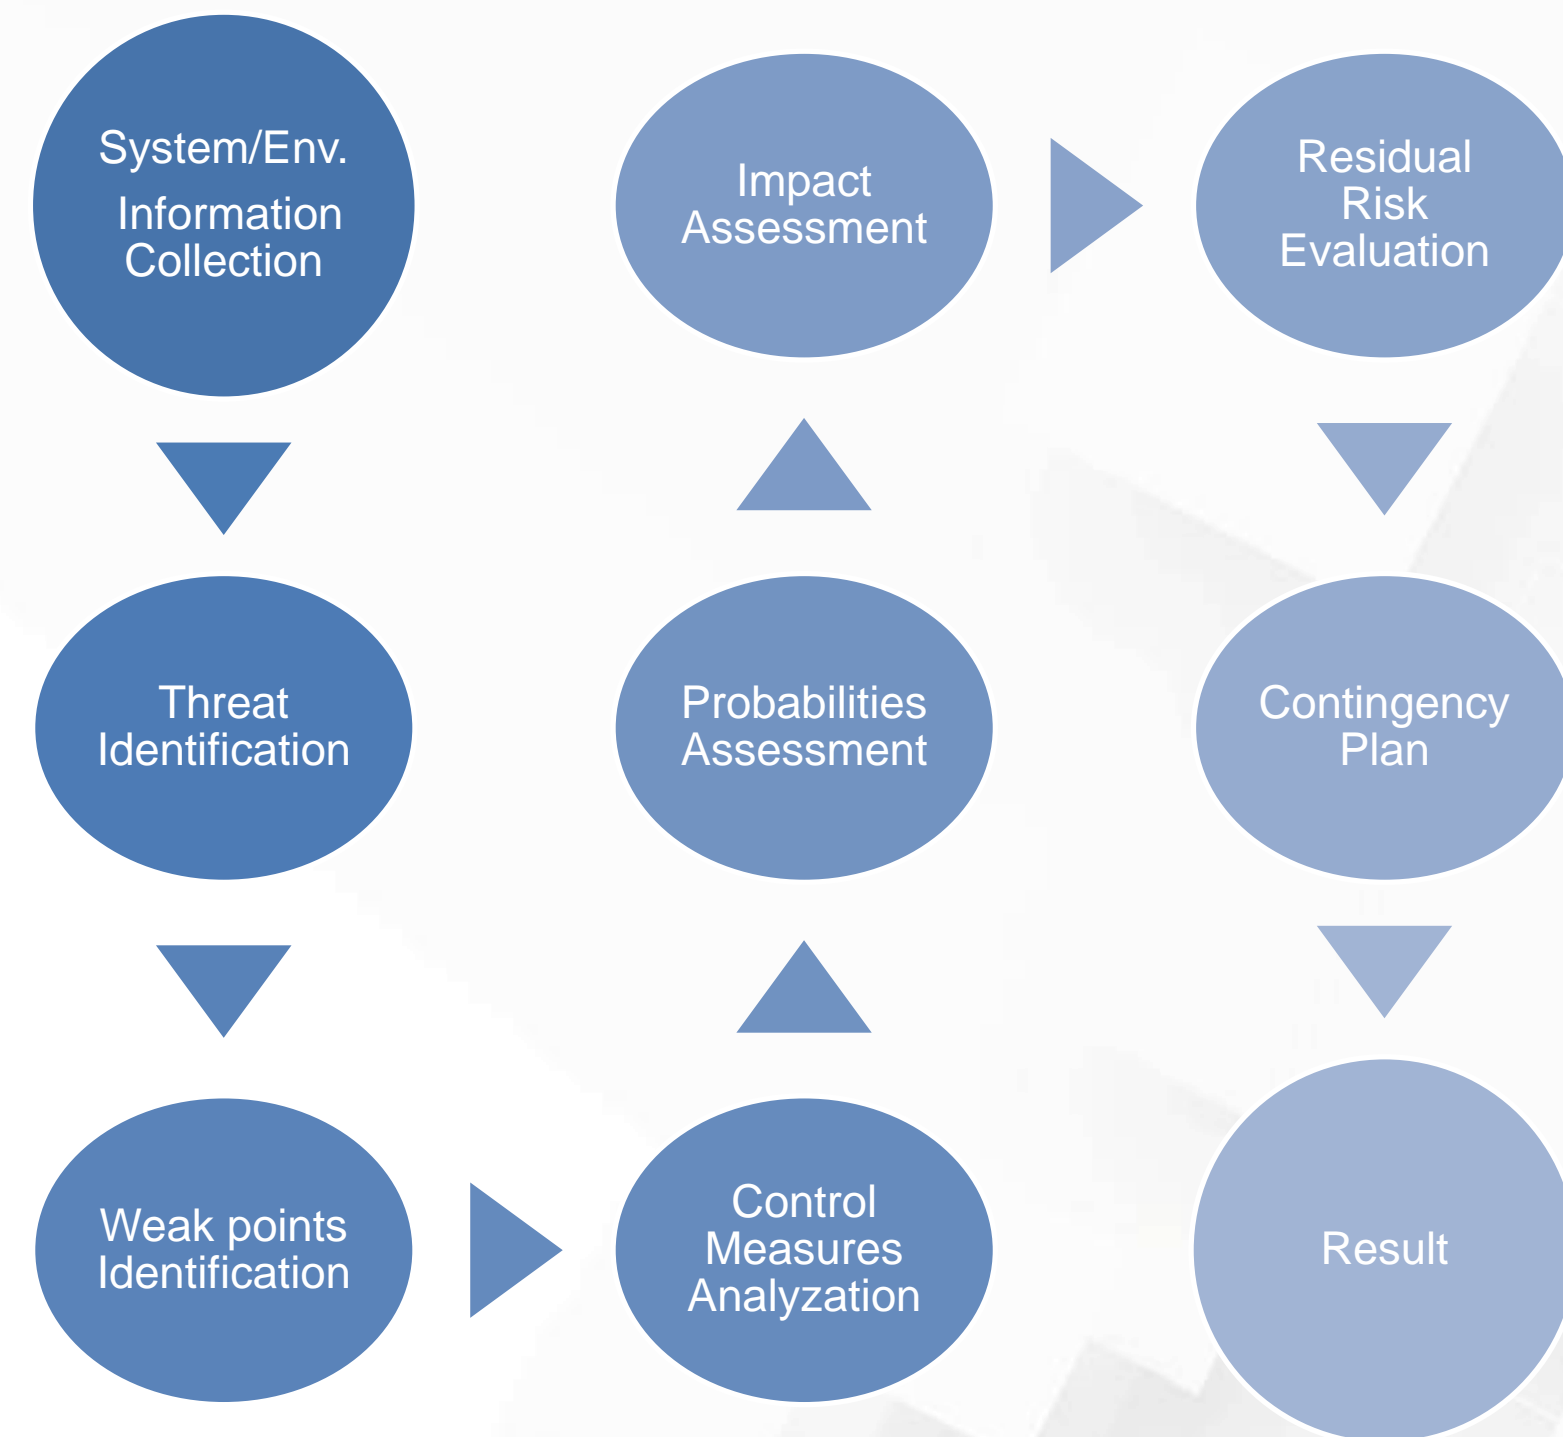 System/Env.
Information
Collection
Threat
Identification
Weak points
Identification
Control
Measures
Analyzation
Probabilities
Assessment
Impact
Assessment
Residual
Risk
Evaluation
Contingency
Plan
Result